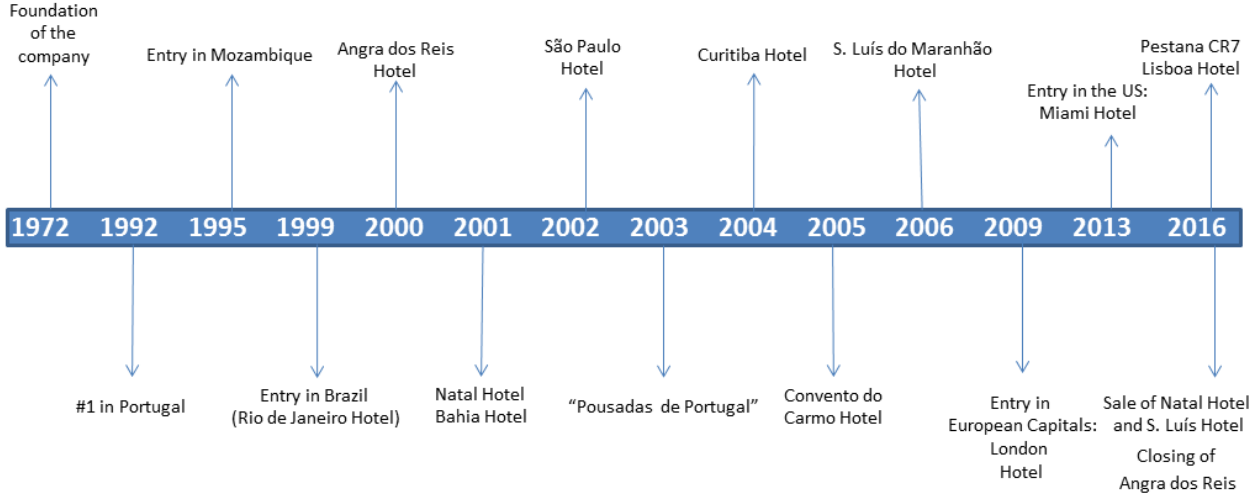 Foundation
of the
company
Entry in Mozambique
Angra dos Reis
Hotel
São Paulo
Hotel
Curitiba Hotel
S. Luís do Maranhão
Hotel
Entry in the US:
Miami Hotel
Pestana CR7
Lisboa Hotel
1972 1992 1995 1999 2000 2001 2002 2003 2004 2005 2006 2009 2013 2016
#1 in Portugal
Entry in Brazil
(Rio de Janeiro Hotel)
Natal Hotel
Bahia Hotel
“Pousadas de Portugal”
Convento do
Carmo Hotel
Entry in
European Capitals:
London
Hotel
Sale of Natal Hotel
and S. Luís Hotel
Closing of
Angra dos Reis